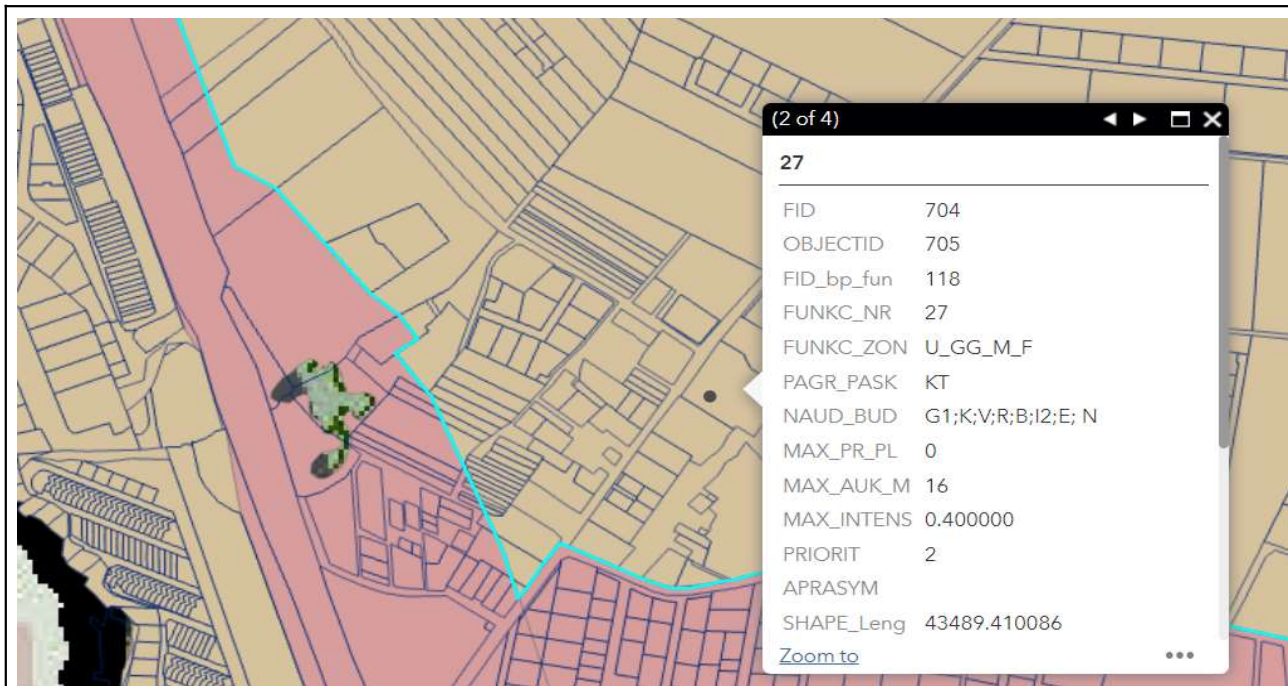 (2 of 4)
27
FID 704
OBJECTID 705
FID_bp_fun 118
FUNKC_NR 27
FUNKC_ZON U_GG_M_F
PAGR_PASK KT
NAUD_BUD G1;K;V;R;B;I2;E; N
MAX_PR_PL 0
MAX_AUK_M 16
MAX_INTENS 0.400000
PRIORIT 2
APRASYM
SHAPE_Leng 43489.410086
Zoom to